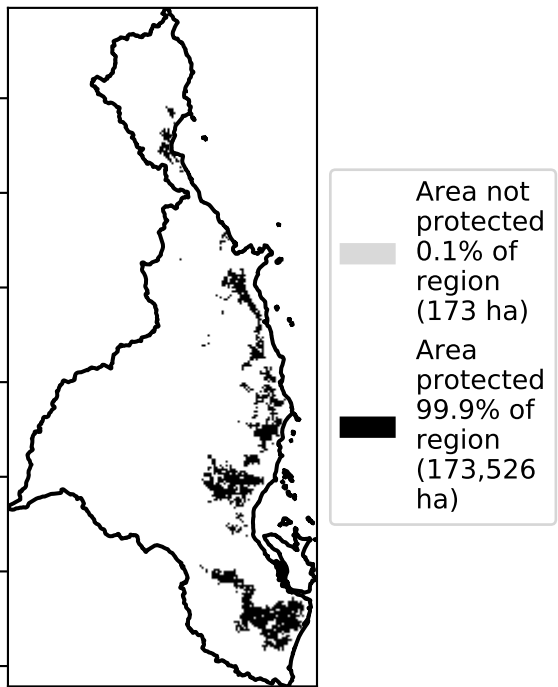 Area not
protected
0.1% of
region
(173 ha)
Area
protected
99.9% of
region
(173,526
ha)